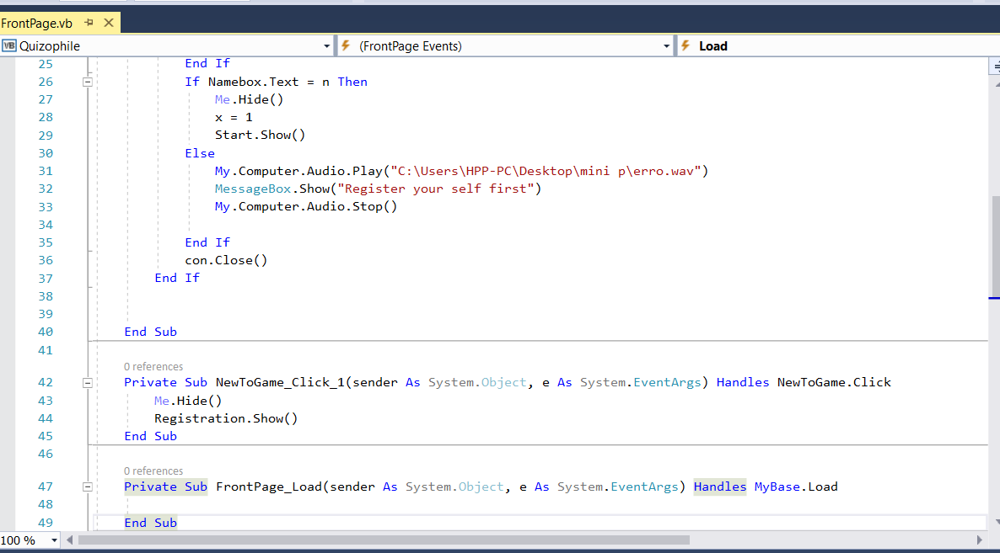 FrontPage.vb
VB Quizophile (FrontPage Events) Load
25 End If
26 If Namebox.Text = n Then
27 Me.Hide()
28 x = 1
29 Start.Show()
30 Else
31 My.Computer.Audio.Play("C:\Users\HPP-PC\Desktop\mini p\erro.wav")
32 MessageBox.Show("Register your self first")
33 My.Computer.Audio.Stop()
34
35 End If
36 con.Close()
37 End If
38
39
40 End Sub
41
0 references
42 Private Sub NewToGame_Click_1(sender As System.Object, e As System.EventArgs) Handles NewToGame.Click
43 Me.Hide()
44 Registration.Show()
45 End Sub
46
0 references
47 Private Sub FrontPage_Load(sender As System.Object, e As System.EventArgs) Handles MyBase.Load
48
49 End Sub
100 %